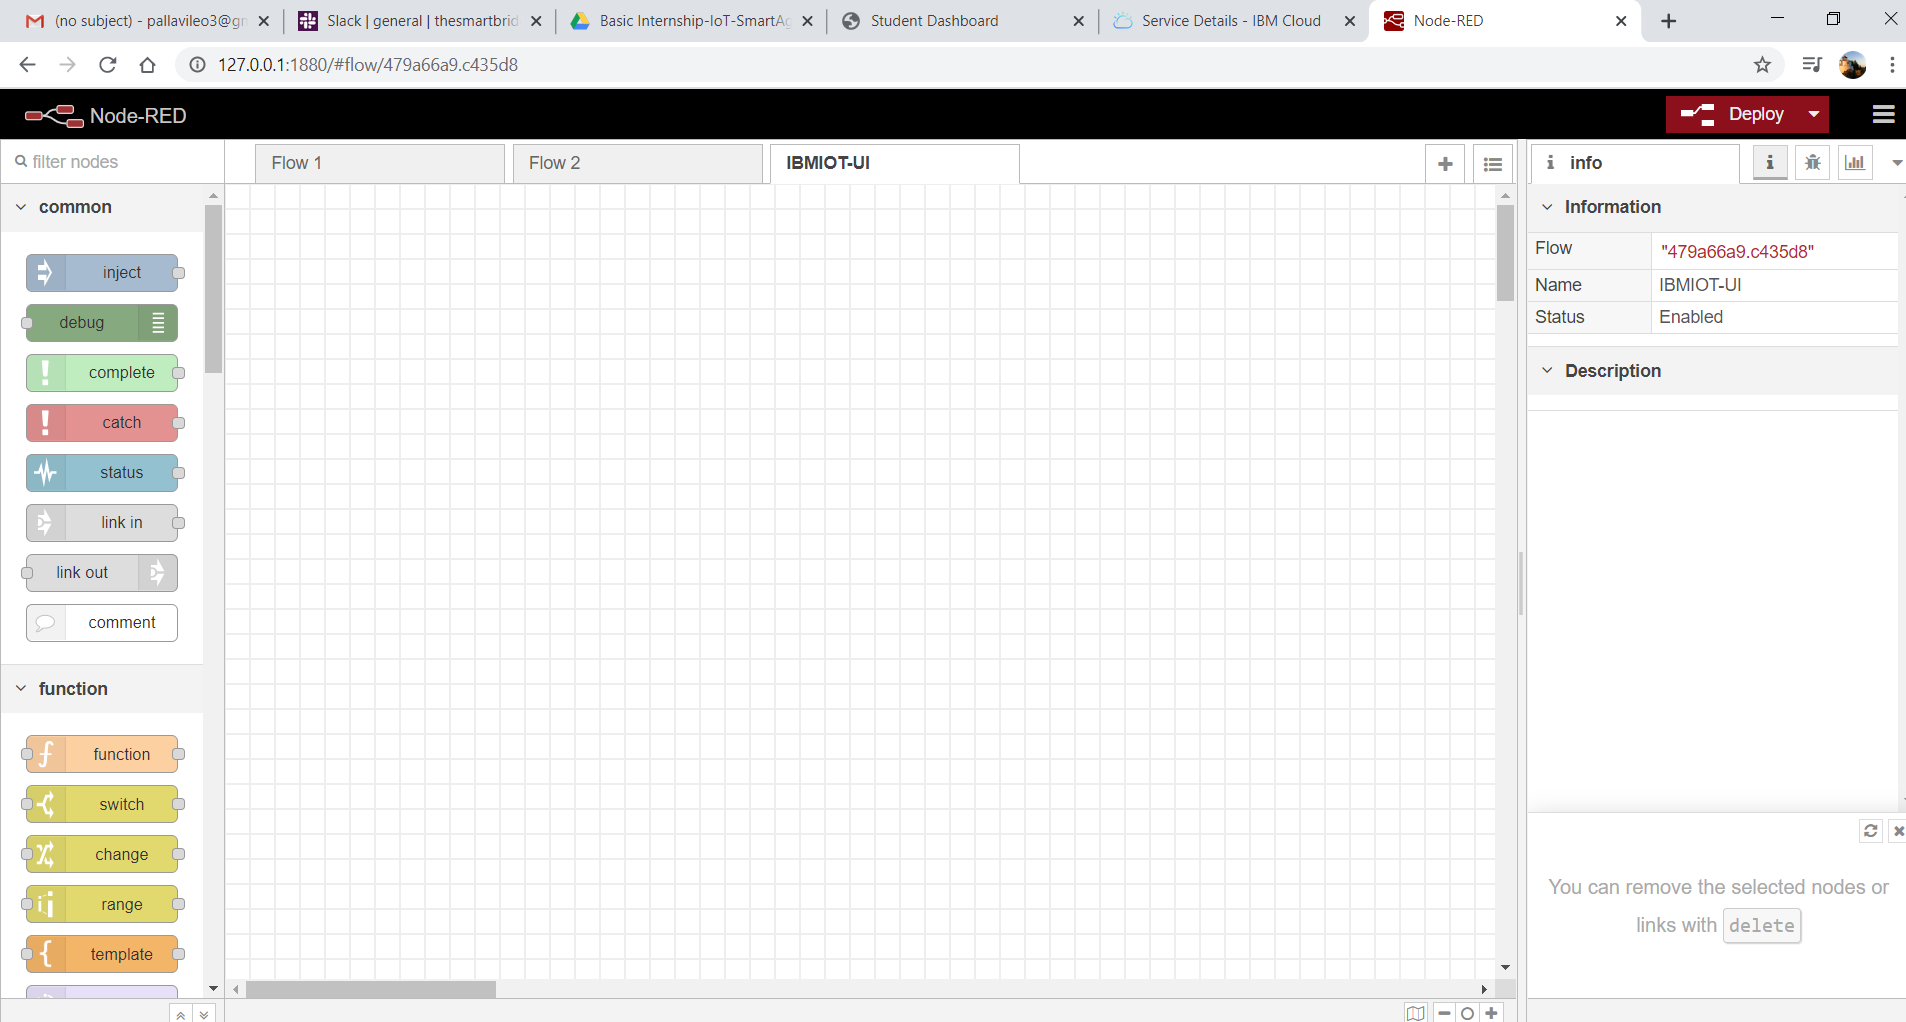 (no subject) - pallavileo3@gm
Slack | general | thesmartbrid
Basic Internship-IoT-SmartAg
Student Dashboard
Service Details - IBM Cloud
Node-RED
127.0.0.1:1880/#flow/479a66a9.c435d8
Node-RED
Deploy
filter nodes
Flow 1
Flow 2
IBMIOT-UI
info
common
inject
debug
complete
catch
status
link in
link out
comment
function
function
switch
change
range
template
Information
Flow "479a66a9.c435d8"
Name IBMIOT-UI
Status Enabled
Description
You can remove the selected nodes or
links with delete